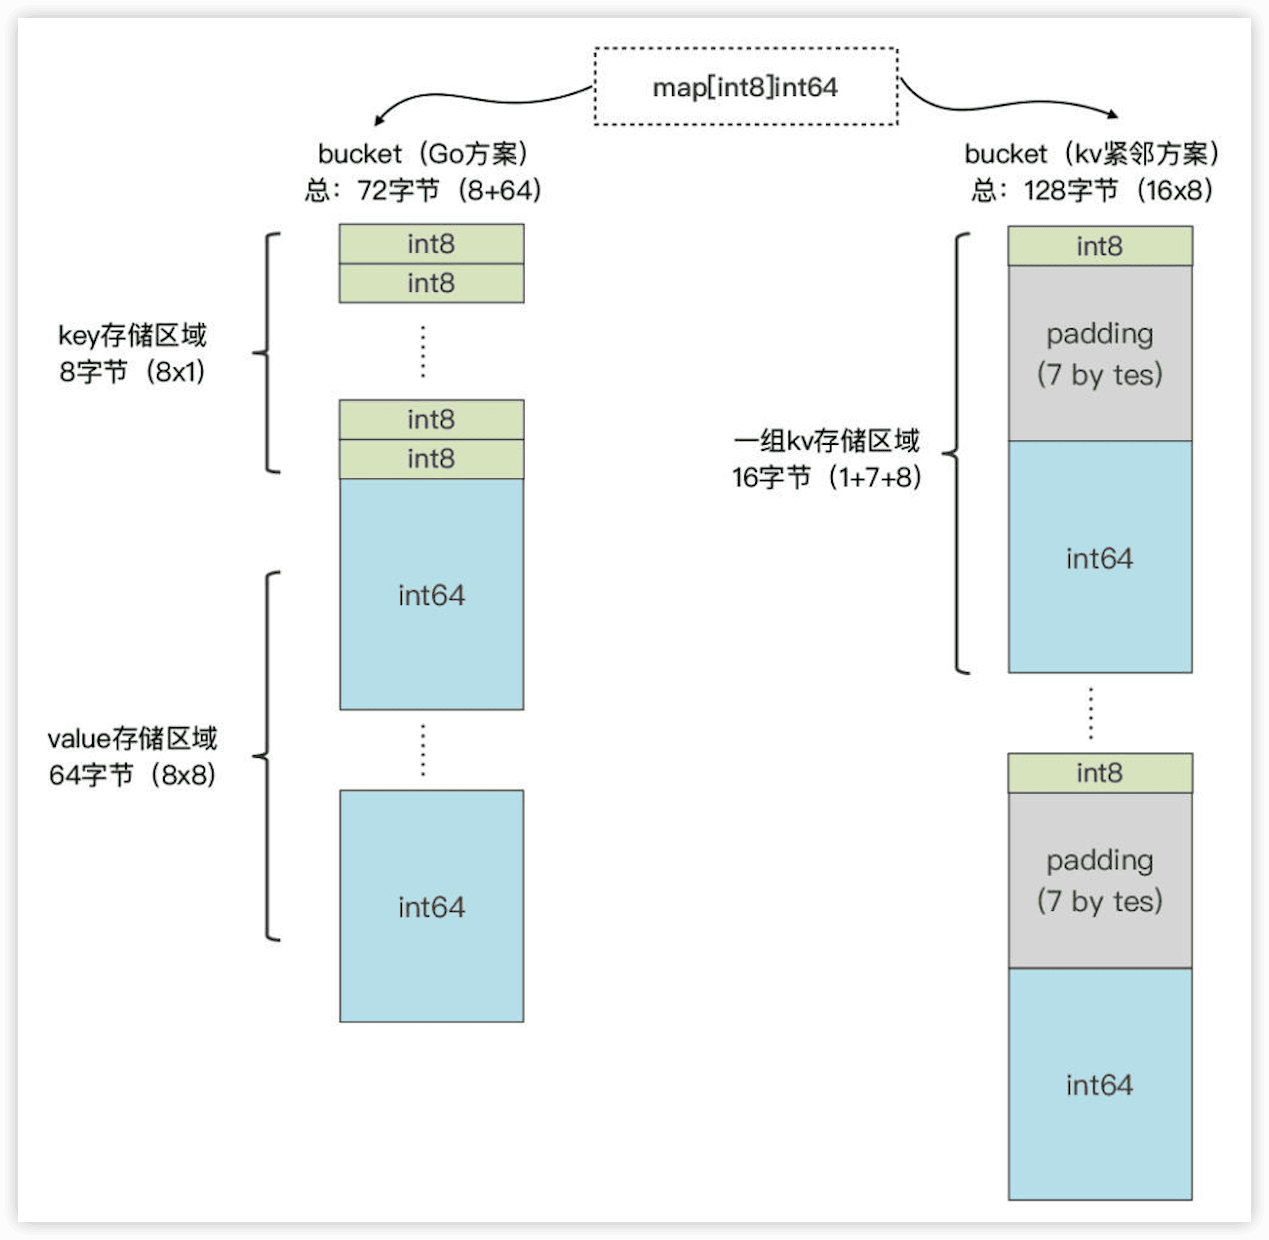 map[int8]int64
bucket（Go方案）
总：72字节（8+64）
int8
int8
key存储区域
8字节（8x1）
int8
int8
int64
value存储区域
64字节（8x8）
int64
bucket（kv紧邻方案）
总：128字节（16x8）
int8
padding
(7 by tes)
一组kv存储区域
16字节（1+7+8）
int64
int8
padding
(7 by tes)
int64